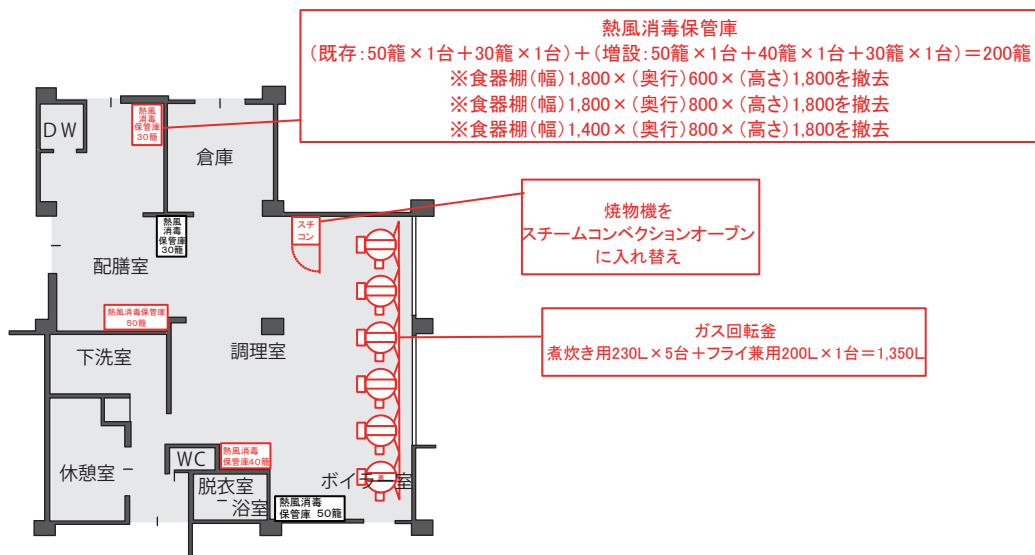 熱風消毒保管庫
(既存:50籠×1台+30籠×1台)+(増設:50籠×1台+40籠×1台+30籠×1台)=200籠
※食器棚(幅)1,800×(奥行)600×(高さ)1,800を撤去
※食器棚(幅)1,800×(奥行)800×(高さ)1,800を撤去
※食器棚(幅)1,400×(奥行)800×(高さ)1,800を撤去
DW
熱風
消毒
保管庫
30籠
倉庫
熱風
消毒
保管庫
30籠
スチ
コン
焼物機を
スチームコンベクションオーブン
に入れ替え
配膳室
熱風消毒保管庫
50籠
下洗室
調理室
ガス回転釜
煮炊き用230L×5台+フライ兼用200L×1台=1,350L
休憩室
WC
熱風消毒
保管庫40籠
脱衣室
浴室
ボイラー室
熱風消毒
保管庫 50籠